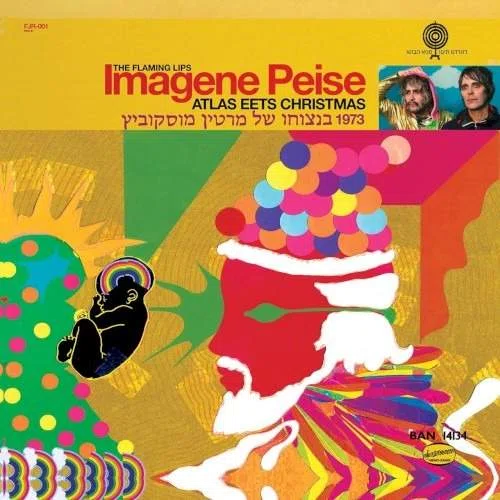 FJR-001
THE FLAMING LIPS
Imagene Peise
ATLAS EETS CHRISTMAS
בנצוחו של מרטין מוסקוביץ 1973
BAN 14134